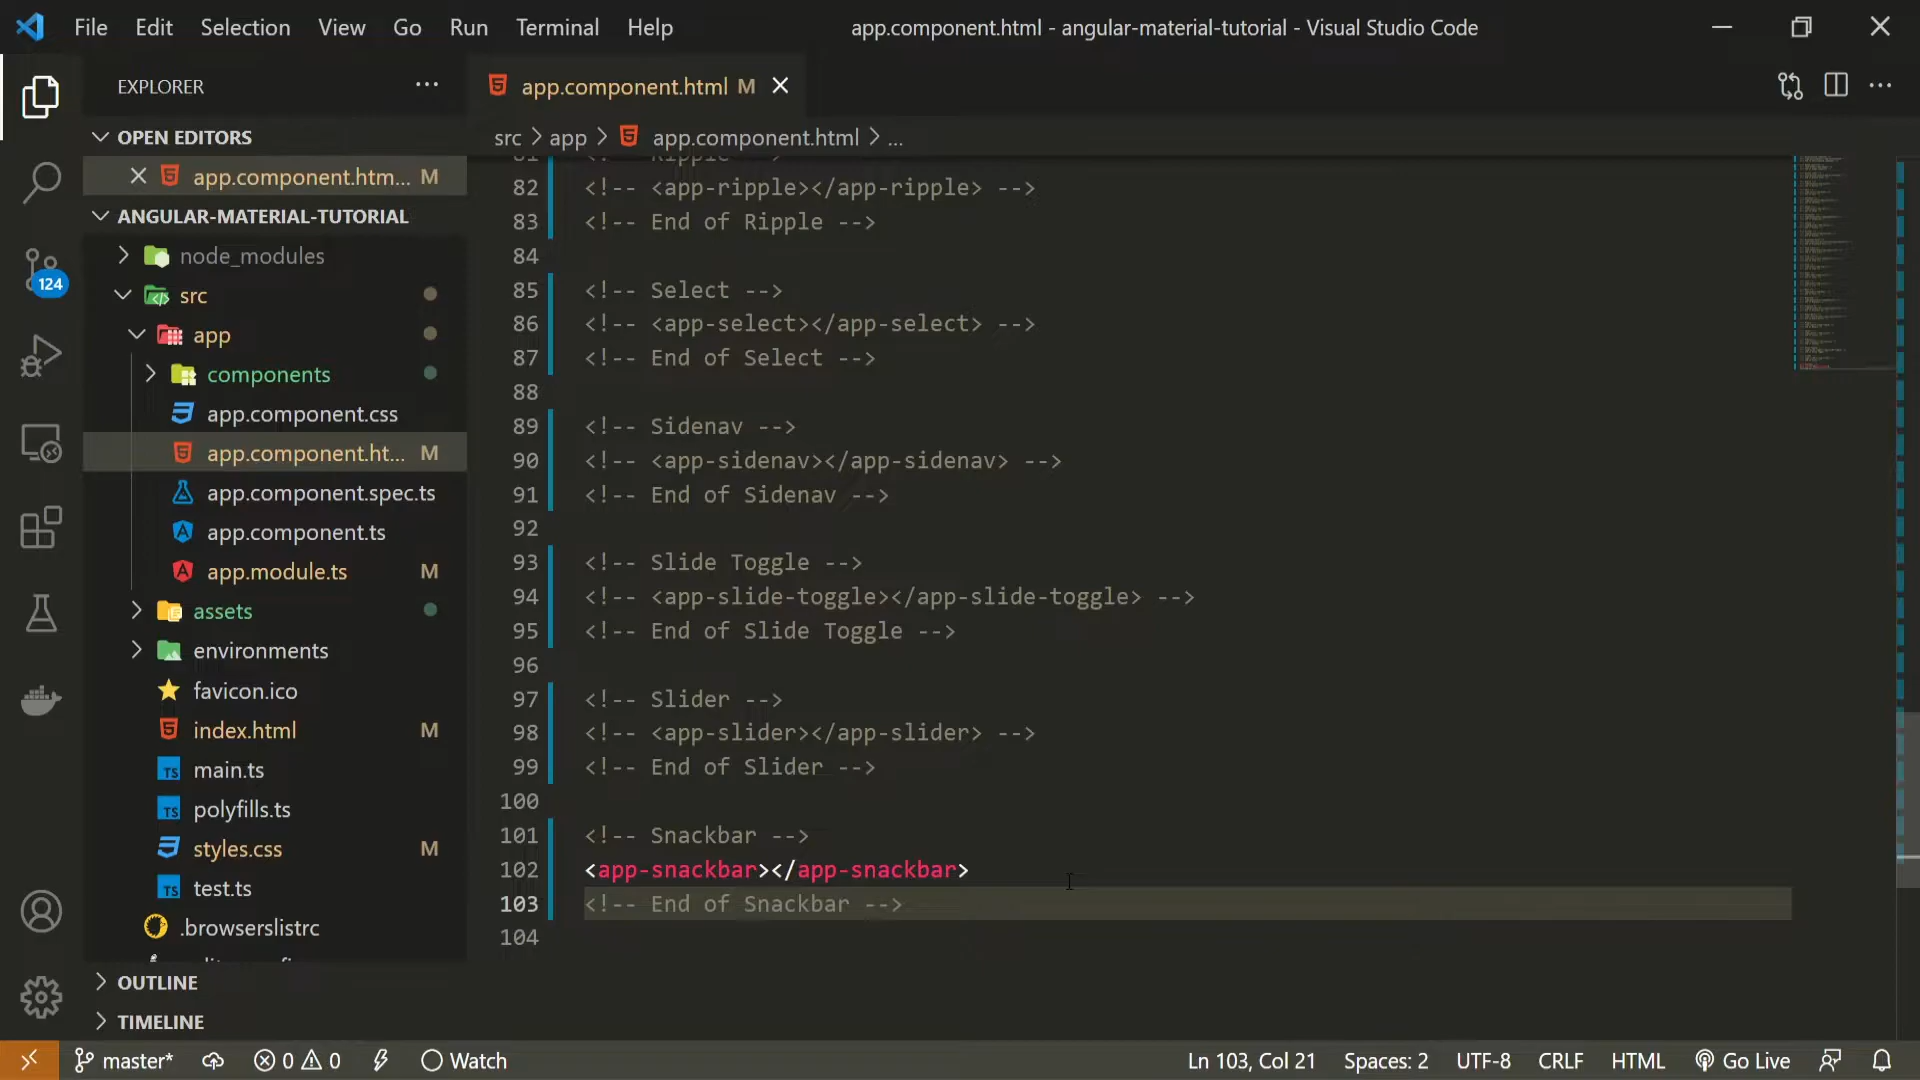 File Edit Selection View Go Run Terminal Help
app.component.html - angular-material-tutorial - Visual Studio Code
EXPLORER
OPEN EDITORS
app.component.htm... M
ANGULAR-MATERIAL-TUTORIAL
node_modules
src
app
components
app.component.css
app.component.ht... M
app.component.spec.ts
app.component.ts
app.module.ts M
assets
environments
favicon.ico
index.html M
TS main.ts
TS polyfills.ts
styles.css M
TS test.ts
.browserslistrc
OUTLINE
TIMELINE
124
app.component.html M
src > app > app.component.html > ...
81 <!-- Ripple -->
82 <!-- <app-ripple></app-ripple> -->
83 <!-- End of Ripple -->
84
85 <!-- Select -->
86 <!-- <app-select></app-select> -->
87 <!-- End of Select -->
88
89 <!-- Sidenav -->
90 <!-- <app-sidenav></app-sidenav> -->
91 <!-- End of Sidenav -->
92
93 <!-- Slide Toggle -->
94 <!-- <app-slide-toggle></app-slide-toggle> -->
95 <!-- End of Slide Toggle -->
96
97 <!-- Slider -->
98 <!-- <app-slider></app-slider> -->
99 <!-- End of Slider -->
100
101 <!-- Snackbar -->
102 <app-snackbar></app-snackbar>
103 <!-- End of Snackbar -->
104
master* 0 0 Watch
Ln 103, Col 21 Spaces: 2 UTF-8 CRLF HTML Go Live